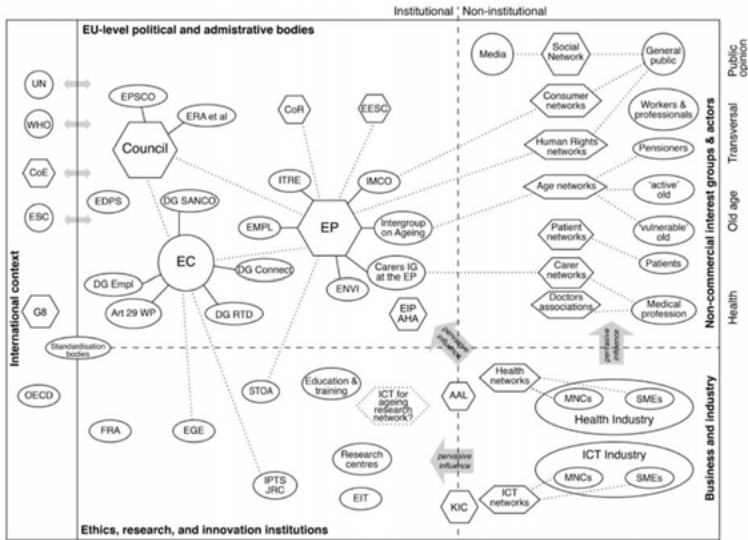 Institutional
Non-institutional
EU-level political and admistrative bodies
UN
WHO
CoE
ESC
G8
Standardisation
bodies
OECD
International context
EPSCO
ERA et al
Council
CoR
EESC
ITRE
IMCO
EDPS
DG SANCO
EMPL
EP
Intergroup
on Ageing
EC
DG Connect
Carers IG
at the EP
DG Empl
ENVI
Art 29 WP
DG RTD
EIP
AHA
Media
Social
Network
General
public
Consumer
networks
Workers &
professionals
Human Rights
networks
Pensioners
Age networks
'active'
old
Patient
networks
'vulnerable'
old
Carer
networks
Patients
Doctors
associations
Medical
profession
Non-commercial interest groups & actors
Public
opinion
Transversal
Old age
Health
pervasive
influence
pervasive
influence
STOA
Education &
training
ICT for
ageing
research
network?
AAL
Health
networks
MNCs
SMEs
Health Industry
FRA
EGE
Research
centres
pervasive
influence
ICT Industry
MNCs
SMEs
IPTS
JRC
EIT
KIC
ICT
networks
Business and industry
Ethics, research, and innovation institutions